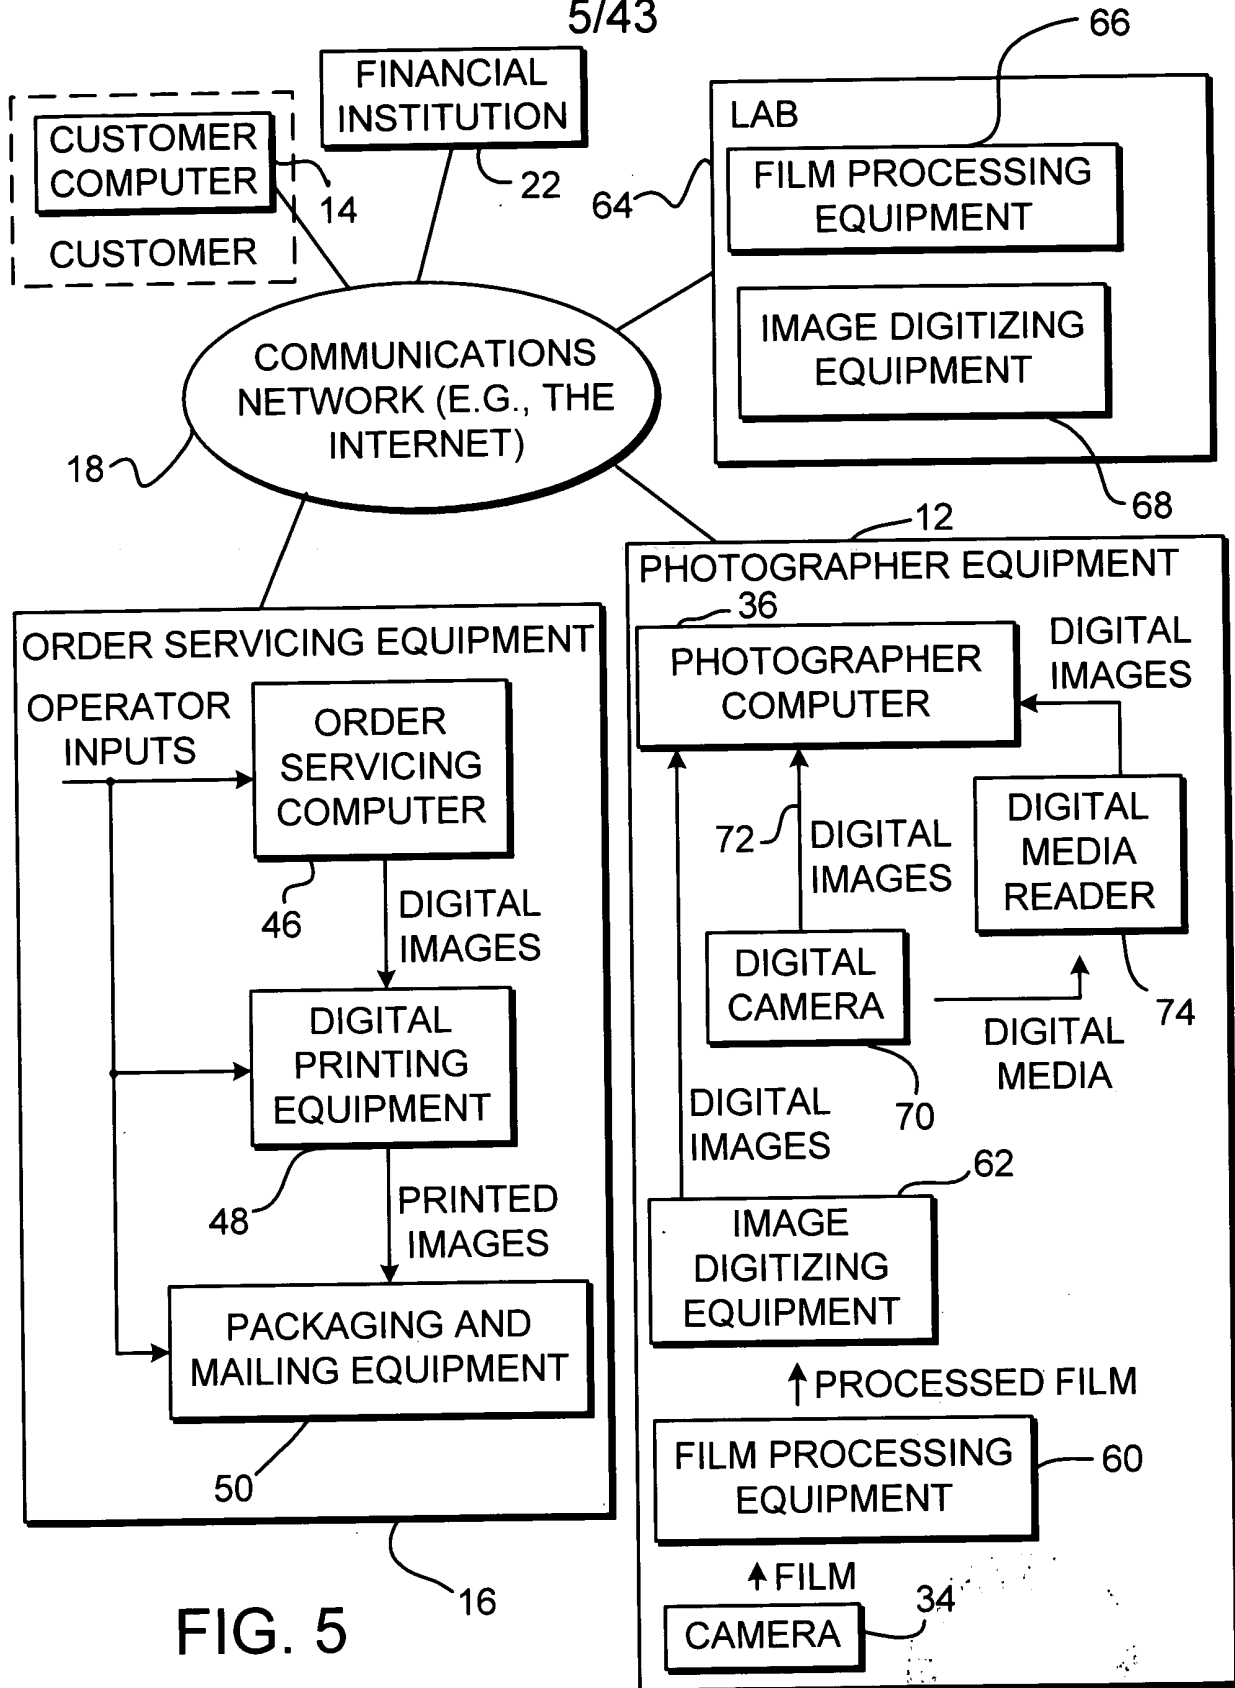 5/43
66
FINANCIAL
INSTITUTION
22
CUSTOMER
COMPUTER
14
CUSTOMER
LAB
FILM PROCESSING
EQUIPMENT
64
IMAGE DIGITIZING
EQUIPMENT
68
COMMUNICATIONS
NETWORK (E.G., THE
INTERNET)
18
12
PHOTOGRAPHER EQUIPMENT
36
PHOTOGRAPHER
COMPUTER
DIGITAL
IMAGES
72
DIGITAL
IMAGES
DIGITAL
MEDIA
READER
74
DIGITAL
CAMERA
70
DIGITAL
MEDIA
DIGITAL
IMAGES
62
IMAGE
DIGITIZING
EQUIPMENT
PROCESSED FILM
FILM PROCESSING
EQUIPMENT
60
FILM
34
CAMERA
ORDER SERVICING EQUIPMENT
OPERATOR
INPUTS
ORDER
SERVICING
COMPUTER
46
DIGITAL
IMAGES
DIGITAL
PRINTING
EQUIPMENT
48
PRINTED
IMAGES
PACKAGING AND
MAILING EQUIPMENT
50
16
FIG. 5